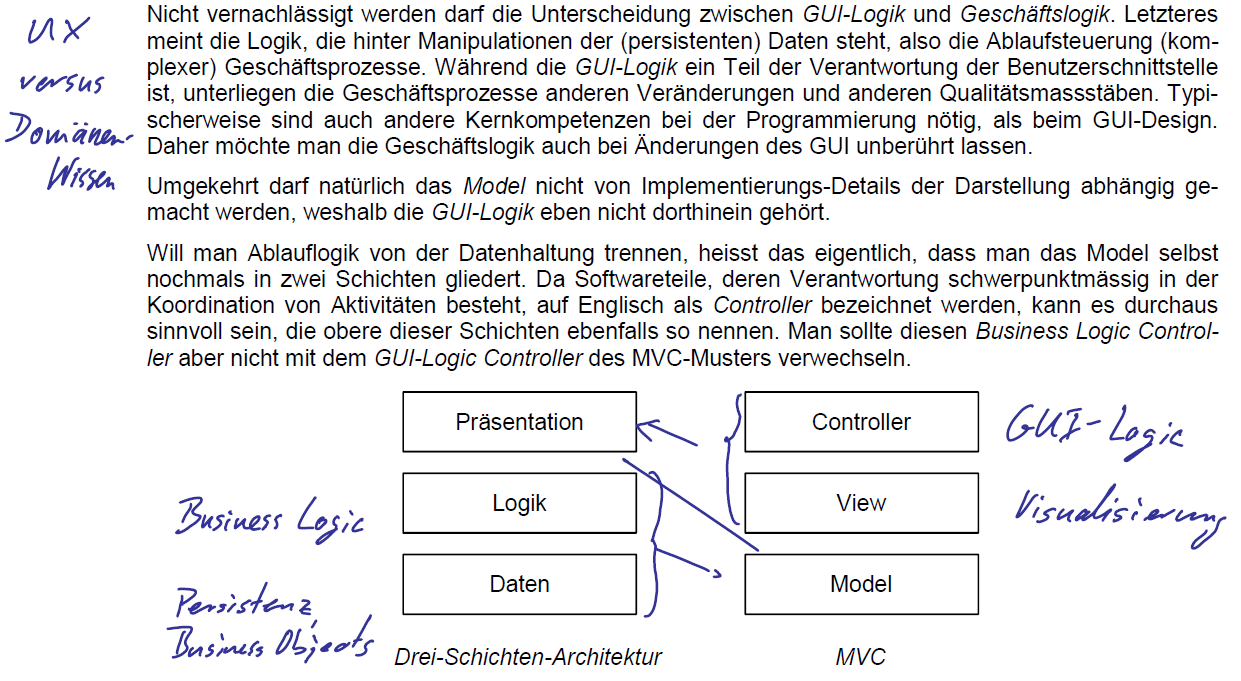 UX
versus
Domänen-
Wissen
Nicht vernachlässigt werden darf die Unterscheidung zwischen GUI-Logik und Geschäftslogik. Letzteres
meint die Logik, die hinter Manipulationen der (persistenten) Daten steht, also die Ablaufsteuerung (kom-
plexer) Geschäftsprozesse. Während die GUI-Logik ein Teil der Verantwortung der Benutzerschnittstelle
ist, unterliegen die Geschäftsprozesse anderen Veränderungen und anderen Qualitätsmassstäben. Typi-
scherweise sind auch andere Kernkompetenzen bei der Programmierung nötig, als beim GUI-Design.
Daher möchte man die Geschäftslogik auch bei Änderungen des GUI unberührt lassen.
Umgekehrt darf natürlich das Model nicht von Implementierungs-Details der Darstellung abhängig ge-
macht werden, weshalb die GUI-Logik eben nicht dorthinein gehört.
Will man Ablauflogik von der Datenhaltung trennen, heisst das eigentlich, dass man das Model selbst
nochmals in zwei Schichten gliedert. Da Softwareteile, deren Verantwortung schwerpunktmässig in der
Koordination von Aktivitäten besteht, auf Englisch als Controller bezeichnet werden, kann es durchaus
sinnvoll sein, die obere dieser Schichten ebenfalls so nennen. Man sollte diesen Business Logic Control-
ler aber nicht mit dem GUI-Logic Controller des MVC-Musters verwechseln.
Präsentation
Controller
GUI-Logic
Business Logic
Logik
View
Visualisierung
Persistenz,
Business Objects
Daten
Model
Drei-Schichten-Architektur
MVC